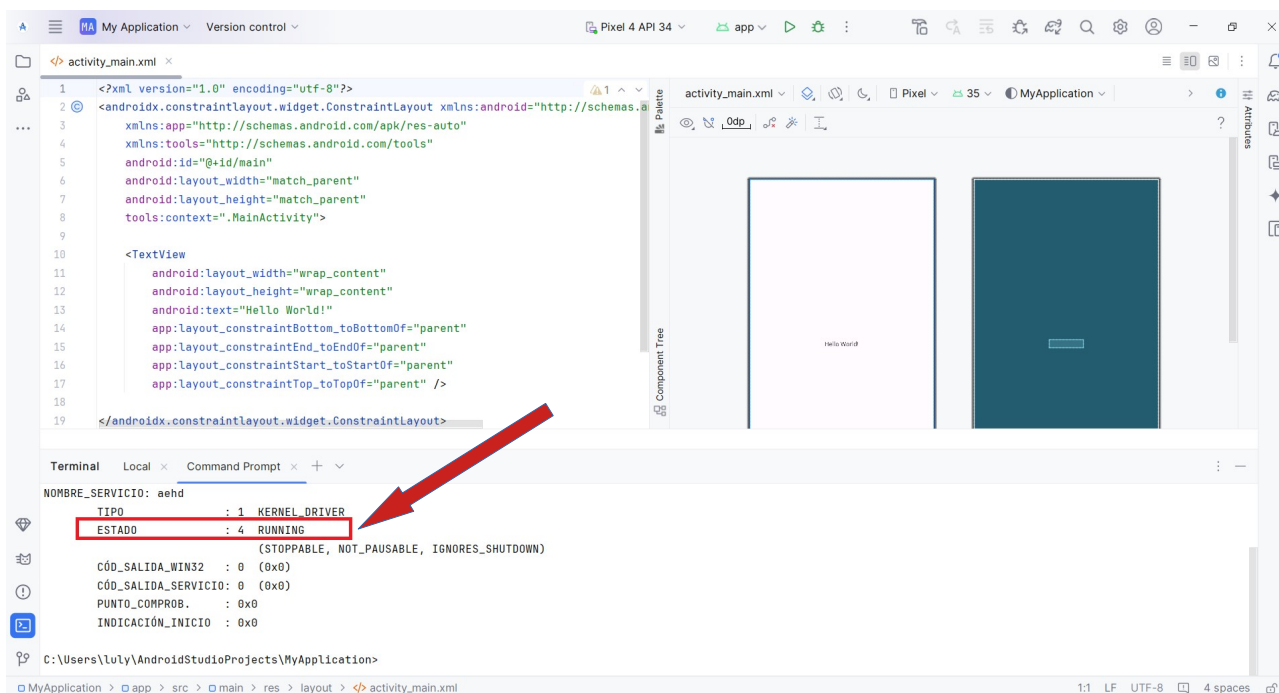 MA My Application Version control Pixel 4 API 34 app
activity_main.xml
1 <?xml version="1.0" encoding="utf-8"?>
2 <androidx.constraintlayout.widget.ConstraintLayout xmlns:android="http://schemas.a
3 xmlns:app="http://schemas.android.com/apk/res-auto"
4 xmlns:tools="http://schemas.android.com/tools"
5 android:id="@+id/main"
6 android:layout_width="match_parent"
7 android:layout_height="match_parent"
8 tools:context=".MainActivity">
9
10 <TextView
11 android:layout_width="wrap_content"
12 android:layout_height="wrap_content"
13 android:text="Hello World!"
14 app:layout_constraintBottom_toBottomOf="parent"
15 app:layout_constraintEnd_toEndOf="parent"
16 app:layout_constraintStart_toStartOf="parent"
17 app:layout_constraintTop_toTopOf="parent" />
18
19 </androidx.constraintlayout.widget.ConstraintLayout>
1
Palette
Component Tree
activity_main.xml Pixel 35 MyApplication
0dp
?
Attributes
Hello World!
Terminal Local Command Prompt
NOMBRE_SERVICIO: aehd
TIPO : 1 KERNEL_DRIVER
ESTADO : 4 RUNNING
(STOPPABLE, NOT_PAUSABLE, IGNORES_SHUTDOWN)
CÓD_SALIDA_WIN32 : 0 (0x0)
CÓD_SALIDA_SERVICIO: 0 (0x0)
PUNTO_COMPROB. : 0x0
INDICACIÓN_INICIO : 0x0
C:\Users\luly\AndroidStudioProjects\MyApplication>
MyApplication > app > src > main > res > layout > activity_main.xml 1:1 LF UTF-8 4 spaces